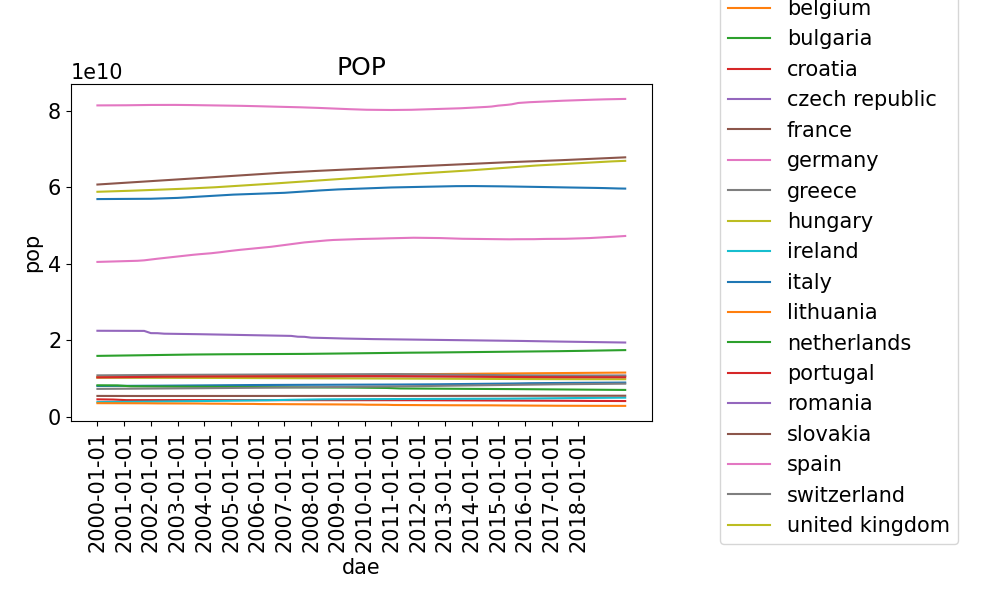 POP
1e10
8
6
4
2
0
pop
2000-01-01
2001-01-01
2002-01-01
2003-01-01
2004-01-01
2005-01-01
2006-01-01
2007-01-01
2008-01-01
2009-01-01
2010-01-01
2011-01-01
2012-01-01
2013-01-01
2014-01-01
2015-01-01
2016-01-01
2017-01-01
2018-01-01
dae
belgium
bulgaria
croatia
czech republic
france
germany
greece
hungary
ireland
italy
lithuania
netherlands
portugal
romania
slovakia
spain
switzerland
united kingdom